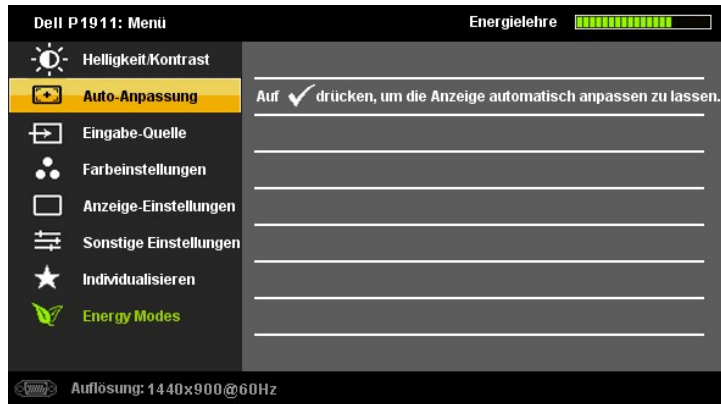 Dell P1911: Menü
Energielehre
Helligkeit/Kontrast
Auto-Anpassung
Auf drücken, um die Anzeige automatisch anpassen zu lassen.
Eingabe-Quelle
Farbeinstellungen
Anzeige-Einstellungen
Sonstige Einstellungen
Individualisieren
Energy Modes
Auflösung: 1440x900@60Hz